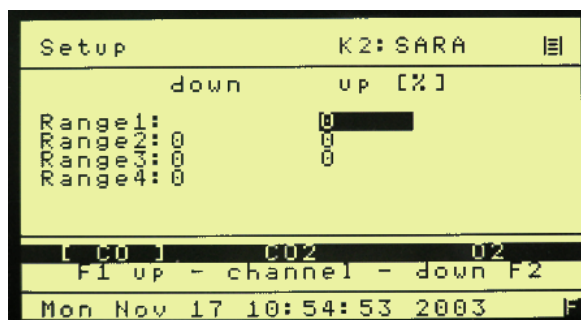 Setup K2: SARA
down up [%]
Range1: 0
Range2: 0 0
Range3: 0 0
Range4: 0
[ CO ] CO2 O2
F1 up - channel - down F2
Mon Nov 17 10:54:53 2003 F